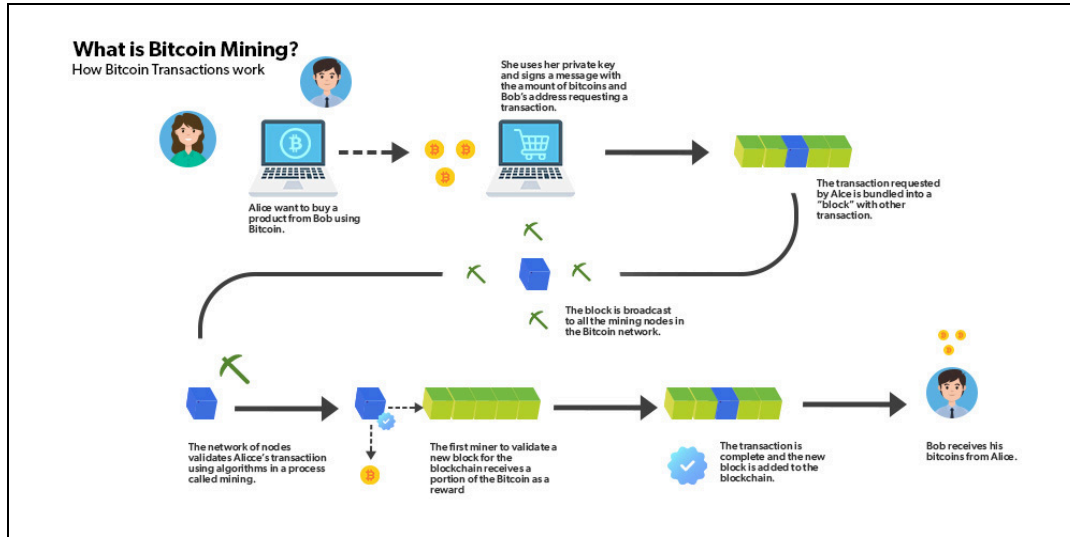 What is Bitcoin Mining?
How Bitcoin Transactions work
She uses her private key
and signs a message with
the amount of bitcoins and
Bob's address requesting a
transaction.
Alice want to buy a
product from Bob using
Bitcoin.
The transaction requested
by Alce is bundled into a
"block" with other
transaction.
The block is broadcast
to all the mining nodes in
the Bitcoin network.
The network of nodes
validates Alicce's transactiion
using algorithms in a process
called mining.
The first miner to validate a
new block for the
blockchain receives a
portion of the Bitcoin as a
reward
The transaction is
complete and the new
block is added to the
blockchain.
Bob receives his
bitcoins from Alice.